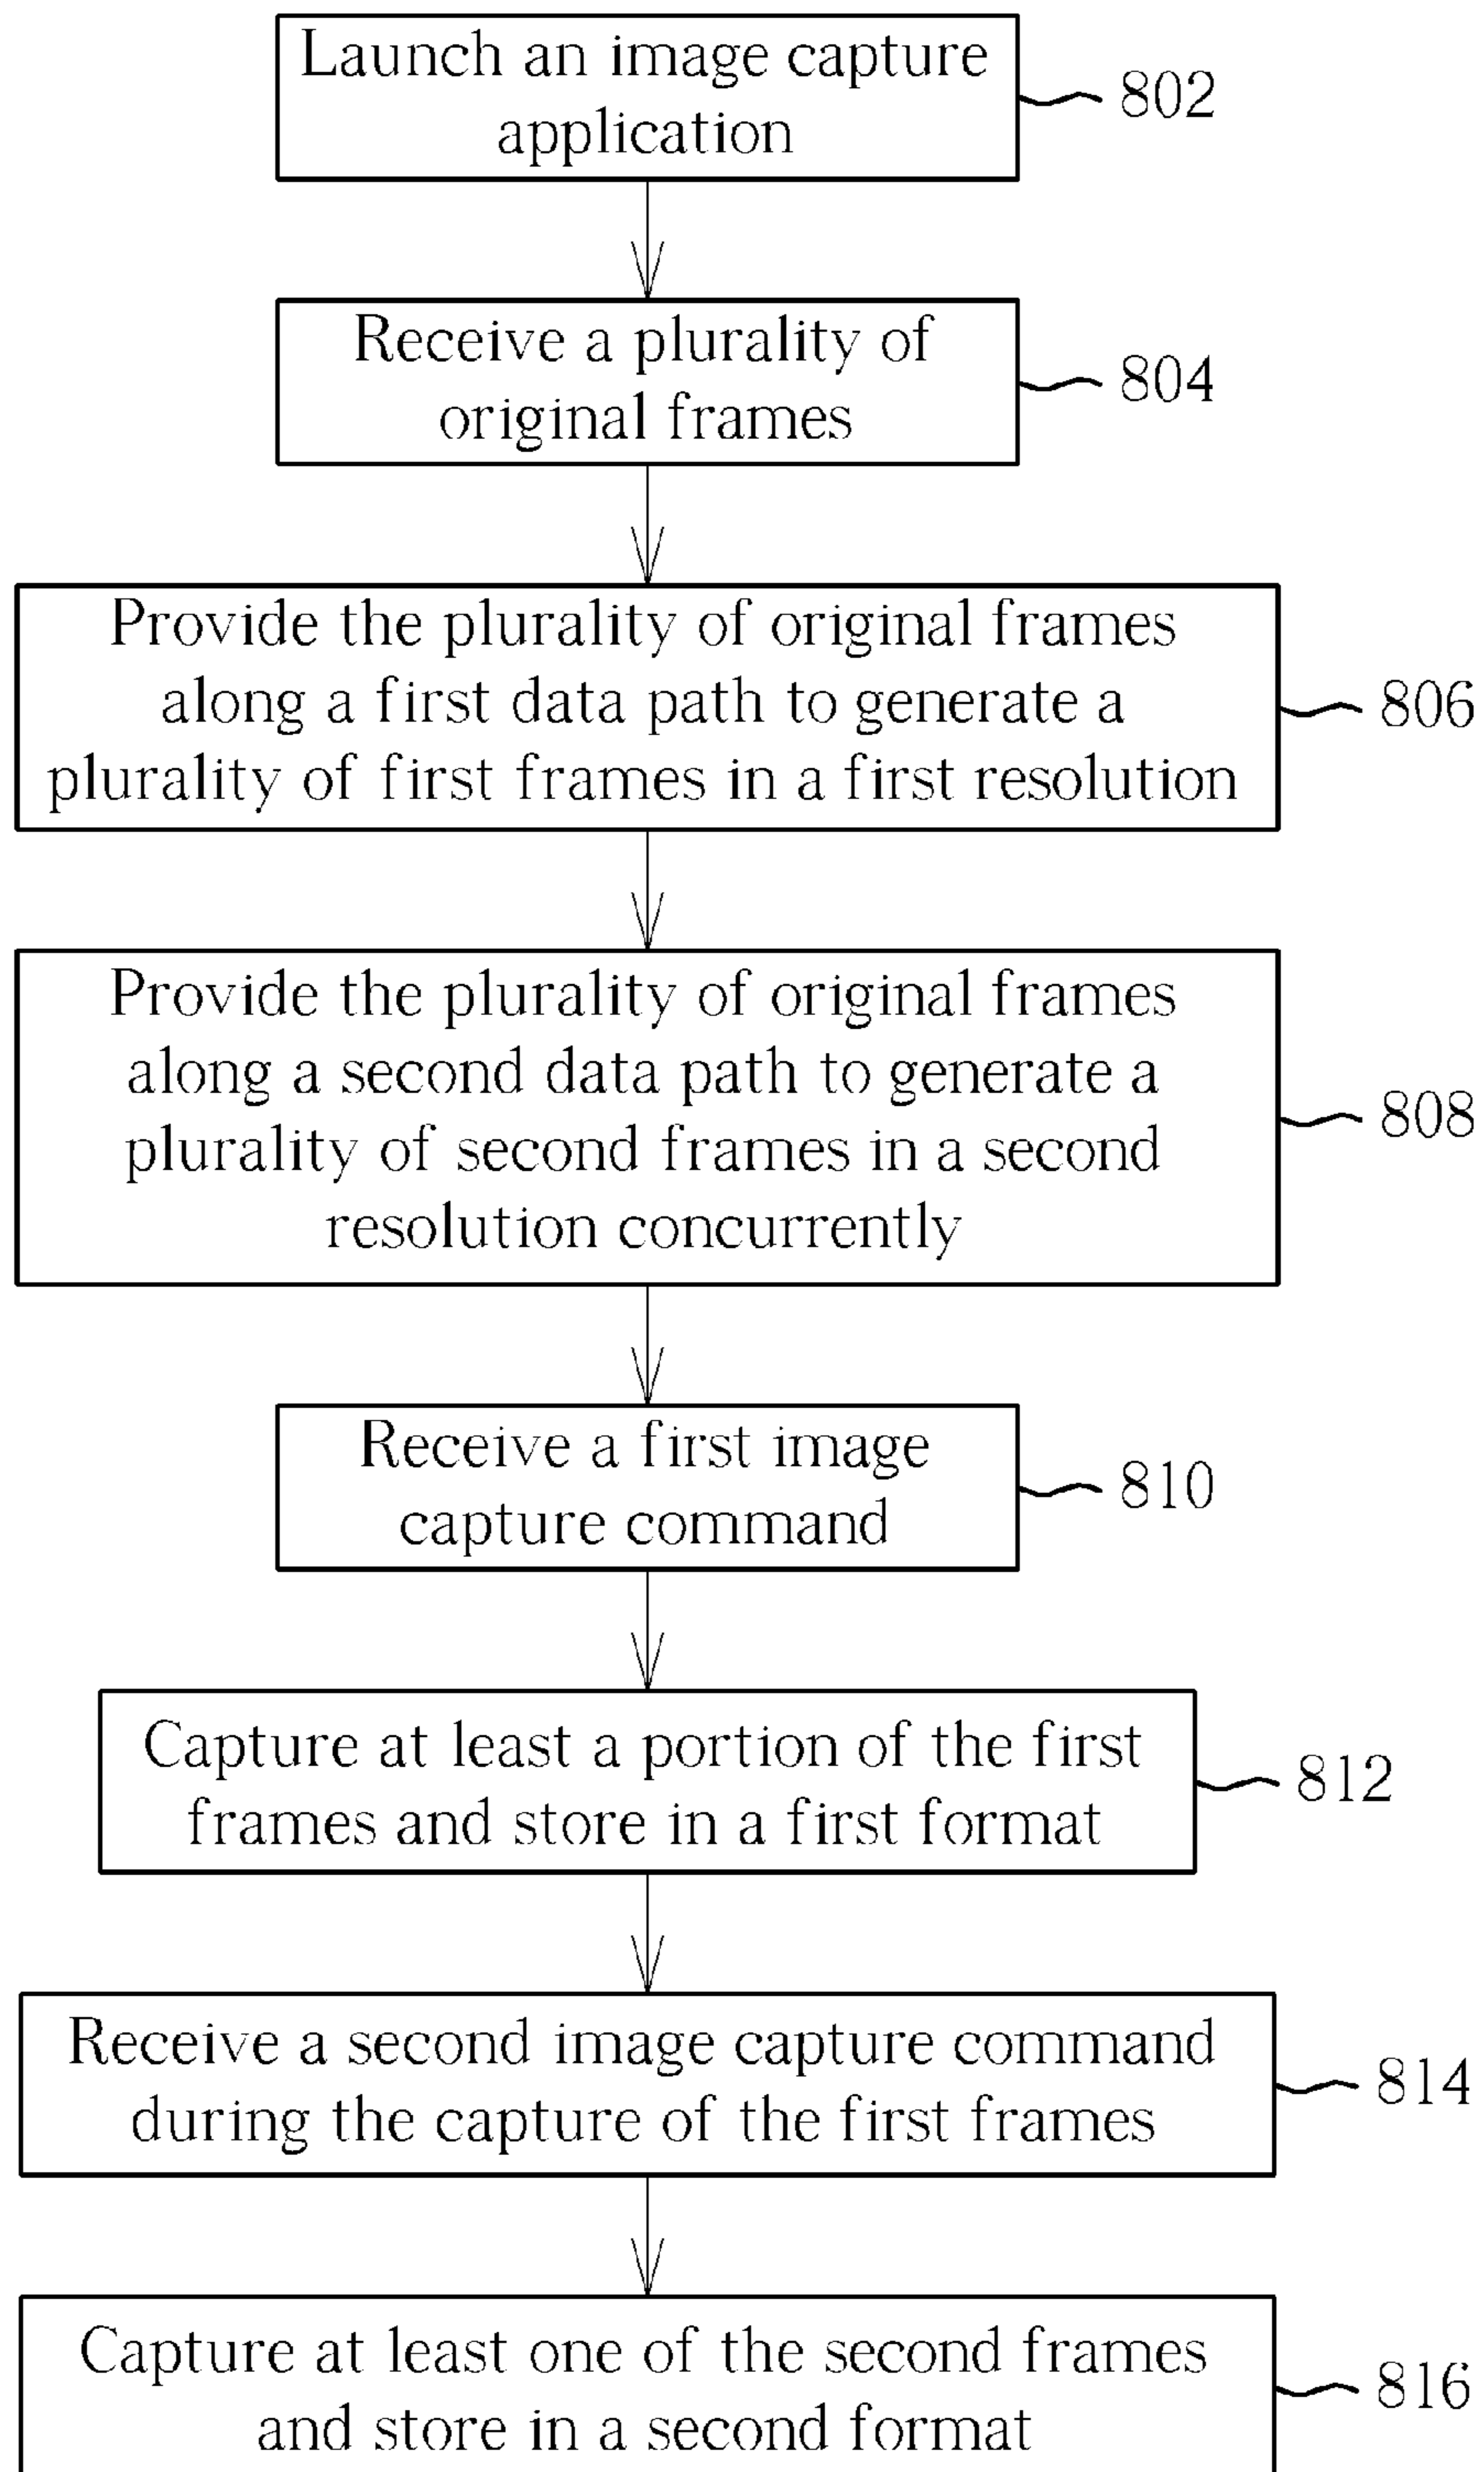 Launch an image capture
application
802
Receive a plurality of
original frames
804
Provide the plurality of original frames
along a first data path to generate a
plurality of first frames in a first resolution
806
Provide the plurality of original frames
along a second data path to generate a
plurality of second frames in a second
resolution concurrently
808
Receive a first image
capture command
810
Capture at least a portion of the first
frames and store in a first format
812
Receive a second image capture command
during the capture of the first frames
814
Capture at least one of the second frames
and store in a second format
816